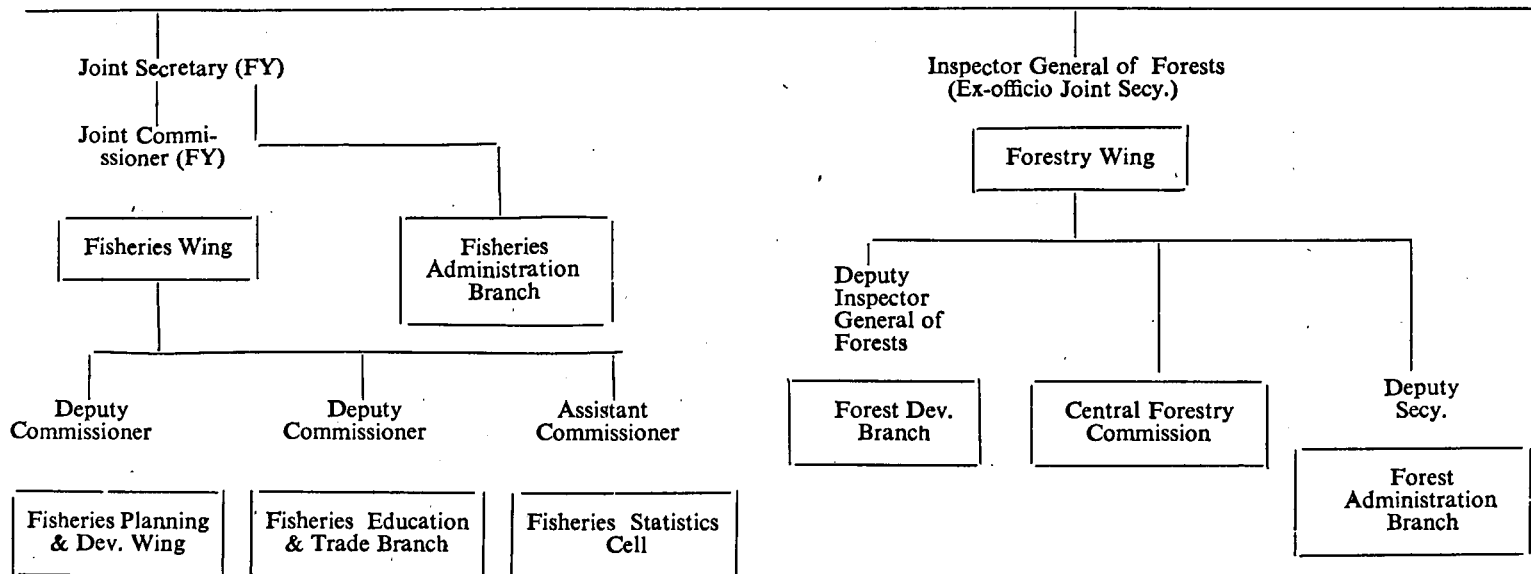 Joint Secretary (FY)
Joint Commi-
ssioner (FY)
Fisheries Wing
Fisheries
Administration
Branch
Deputy
Commissioner
Deputy
Commissioner
Assistant
Commissioner
Fisheries Planning
& Dev. Wing
Fisheries Education
& Trade Branch
Fisheries Statistics
Cell
Inspector General of Forests
(Ex-officio Joint Secy.)
Forestry Wing
Deputy
Inspector
General of
Forests
Forest Dev.
Branch
Central Forestry
Commission
Deputy
Secy.
Forest
Administration
Branch